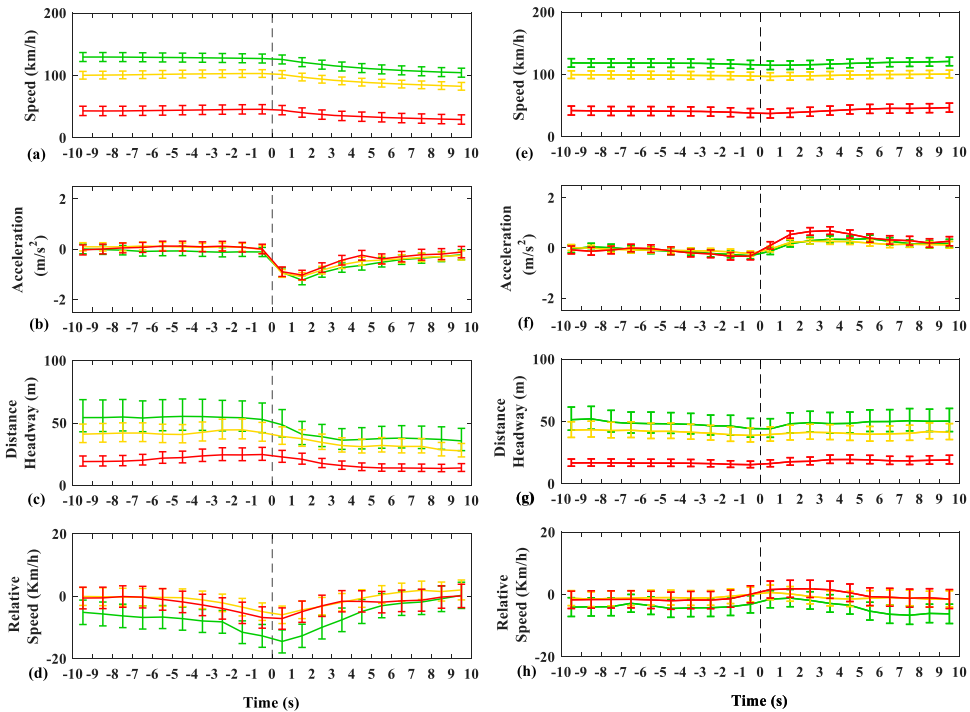 200
100
0
Speed (km/h)
(a)
-10 -9 -8 -7 -6 -5 -4 -3 -2 -1 0 1 2 3 4 5 6 7 8 9 10
2
0
-2
Acceleration
(m/s²)
(b)
-10 -9 -8 -7 -6 -5 -4 -3 -2 -1 0 1 2 3 4 5 6 7 8 9 10
100
50
0
Distance
Headway (m)
(c)
-10 -9 -8 -7 -6 -5 -4 -3 -2 -1 0 1 2 3 4 5 6 7 8 9 10
20
0
-20
Relative
Speed (Km/h)
(d)
-10 -9 -8 -7 -6 -5 -4 -3 -2 -1 0 1 2 3 4 5 6 7 8 9 10
Time (s)
200
100
0
Speed (km/h)
(e)
-10 -9 -8 -7 -6 -5 -4 -3 -2 -1 0 1 2 3 4 5 6 7 8 9 10
2
0
-2
Acceleration
(m/s²)
(f)
-10 -9 -8 -7 -6 -5 -4 -3 -2 -1 0 1 2 3 4 5 6 7 8 9 10
100
50
0
Distance
Headway (m)
(g)
-10 -9 -8 -7 -6 -5 -4 -3 -2 -1 0 1 2 3 4 5 6 7 8 9 10
20
0
-20
Relative
Speed (Km/h)
(h)
-10 -9 -8 -7 -6 -5 -4 -3 -2 -1 0 1 2 3 4 5 6 7 8 9 10
Time (s)